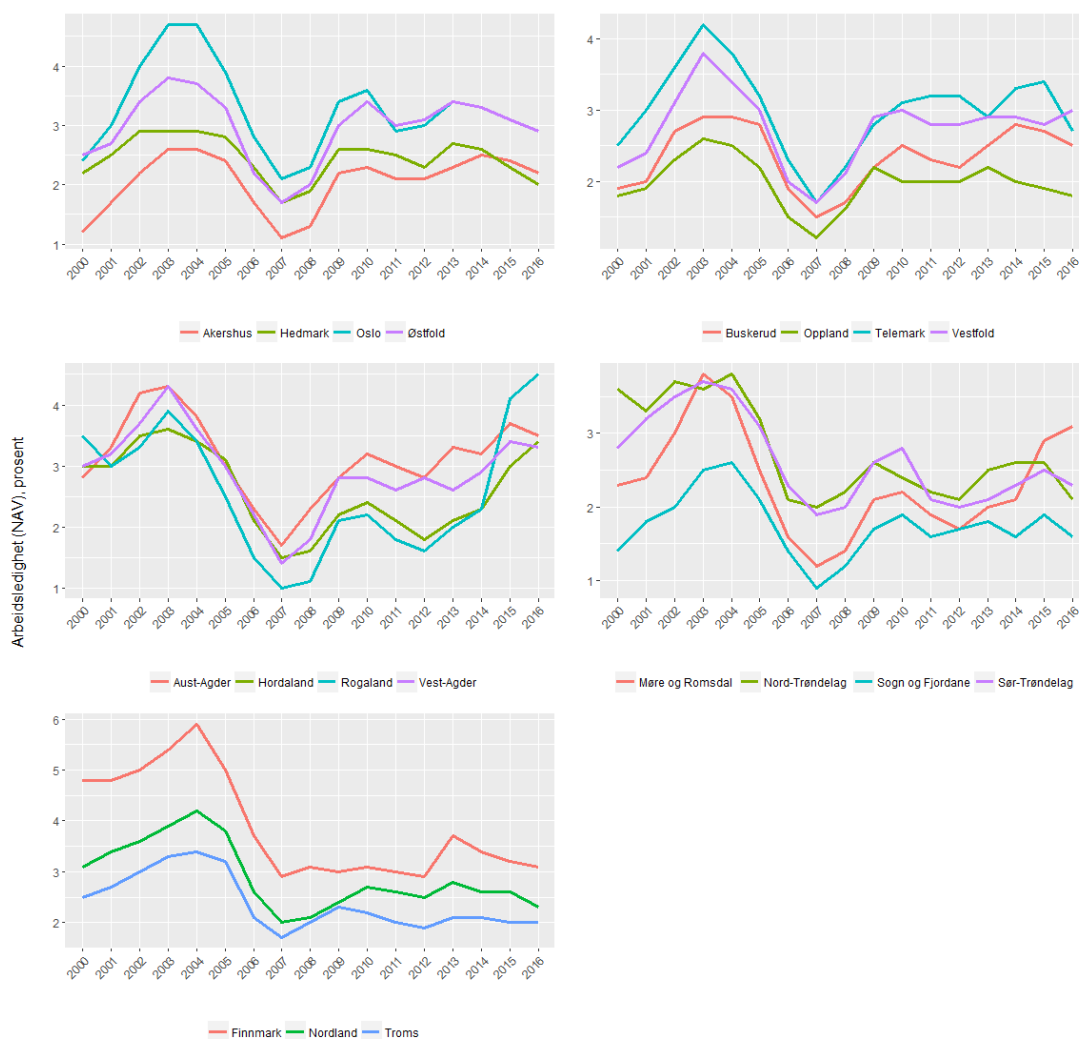 4
3
2
1
2000 2001 2002 2003 2004 2005 2006 2007 2008 2009 2010 2011 2012 2013 2014 2015 2016
Akershus Hedmark Oslo Østfold
4
3
2
2000 2001 2002 2003 2004 2005 2006 2007 2008 2009 2010 2011 2012 2013 2014 2015 2016
Buskerud Oppland Telemark Vestfold
Arbeidsledighet (NAV), prosent
4
3
2
1
2000 2001 2002 2003 2004 2005 2006 2007 2008 2009 2010 2011 2012 2013 2014 2015 2016
Aust-Agder Hordaland Rogaland Vest-Agder
3
2
1
2000 2001 2002 2003 2004 2005 2006 2007 2008 2009 2010 2011 2012 2013 2014 2015 2016
Møre og Romsdal Nord-Trøndelag Sogn og Fjordane Sør-Trøndelag
6
5
4
3
2
2000 2001 2002 2003 2004 2005 2006 2007 2008 2009 2010 2011 2012 2013 2014 2015 2016
Finnmark Nordland Troms